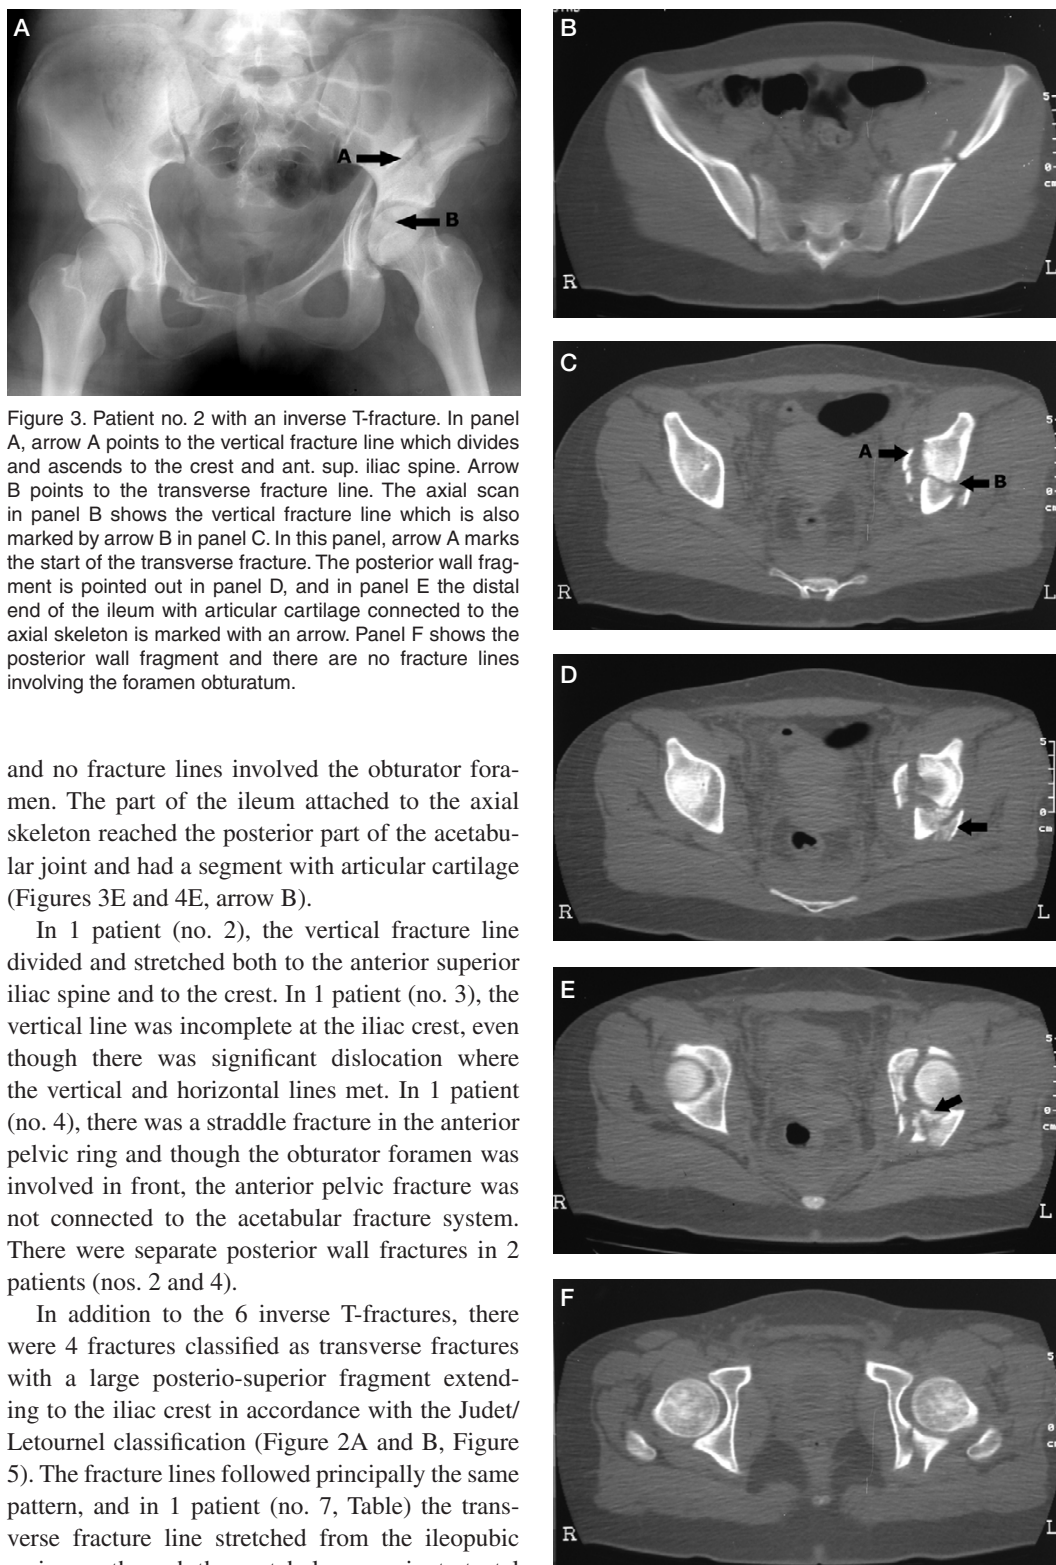 A
A
B
Figure 3. Patient no. 2 with an inverse T-fracture. In panel
A, arrow A points to the vertical fracture line which divides
and ascends to the crest and ant. sup. iliac spine. Arrow
B points to the transverse fracture line. The axial scan
in panel B shows the vertical fracture line which is also
marked by arrow B in panel C. In this panel, arrow A marks
the start of the transverse fracture. The posterior wall frag-
ment is pointed out in panel D, and in panel E the distal
end of the ileum with articular cartilage connected to the
axial skeleton is marked with an arrow. Panel F shows the
posterior wall fragment and there are no fracture lines
involving the foramen obturatum.
and no fracture lines involved the obturator fora-
men. The part of the ileum attached to the axial
skeleton reached the posterior part of the acetabu-
lar joint and had a segment with articular cartilage
(Figures 3E and 4E, arrow B).
In 1 patient (no. 2), the vertical fracture line
divided and stretched both to the anterior superior
iliac spine and to the crest. In 1 patient (no. 3), the
vertical line was incomplete at the iliac crest, even
though there was significant dislocation where
the vertical and horizontal lines met. In 1 patient
(no. 4), there was a straddle fracture in the anterior
pelvic ring and though the obturator foramen was
involved in front, the anterior pelvic fracture was
not connected to the acetabular fracture system.
There were separate posterior wall fractures in 2
patients (nos. 2 and 4).
In addition to the 6 inverse T-fractures, there
were 4 fractures classified as transverse fractures
with a large posterio-superior fragment extend-
ing to the iliac crest in accordance with the Judet/
Letournel classification (Figure 2A and B, Figure
5). The fracture lines followed principally the same
pattern, and in 1 patient (no. 7, Table) the trans-
verse fracture line stretched from the ileopubic
B
5
0
cm
R
L
C
A
B
5
0
cm
R
L
D
5
0
cm
R
L
E
5
0
cm
R
L
F
5
0
R
L